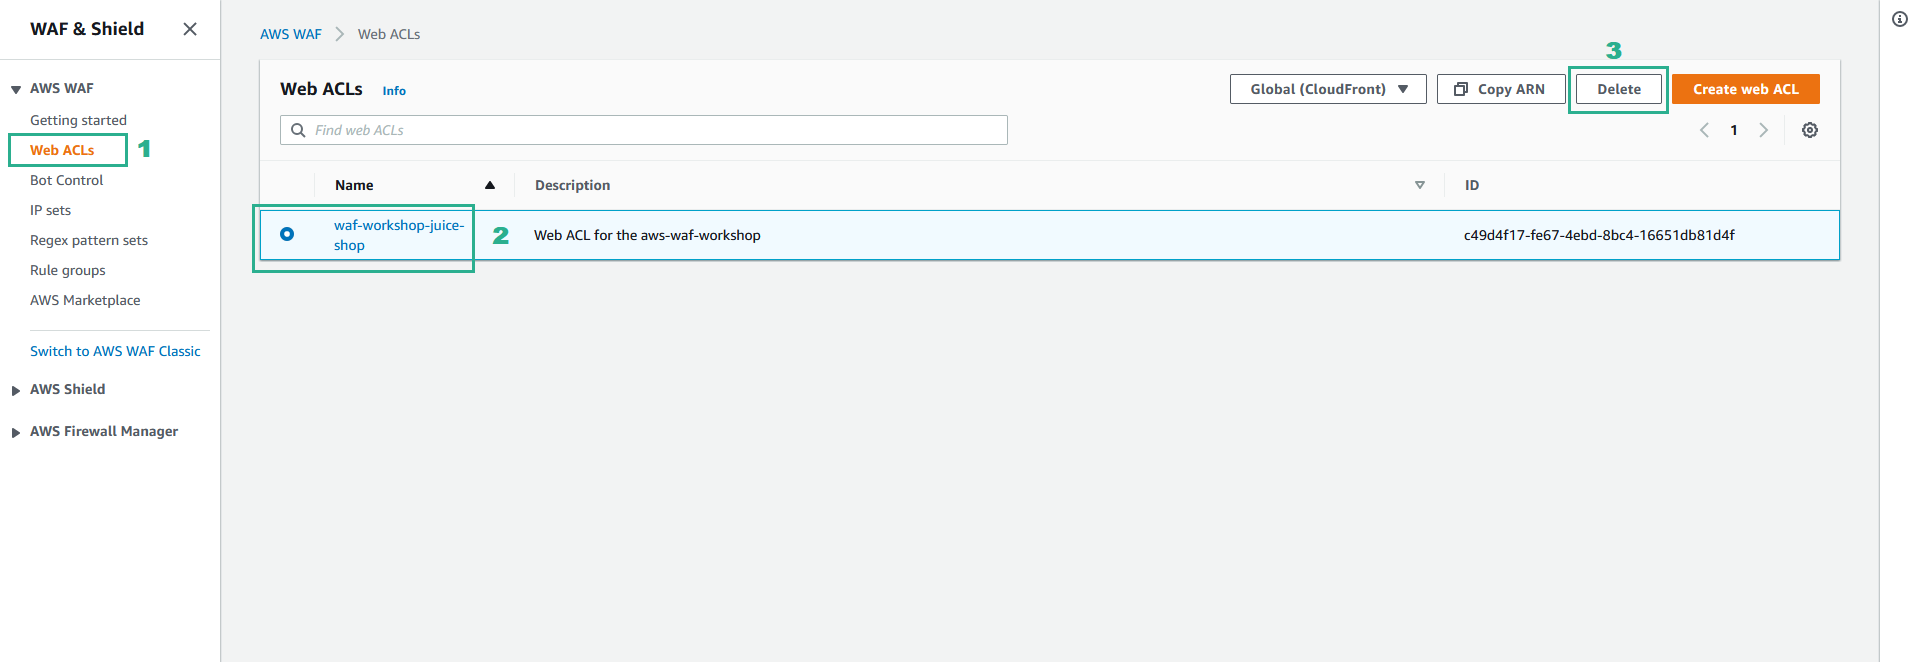 WAF & Shield
AWS WAF
Getting started
Web ACLs
1
Bot Control
IP sets
Regex pattern sets
Rule groups
AWS Marketplace
Switch to AWS WAF Classic
AWS Shield
AWS Firewall Manager
AWS WAF > Web ACLs
3
Web ACLs Info
Global (CloudFront) Copy ARN Delete Create web ACL
Find web ACLs
1
Name Description ID
waf-workshop-juice-
shop
2
Web ACL for the aws-waf-workshop
c49d4f17-fe67-4ebd-8bc4-16651db81d4f